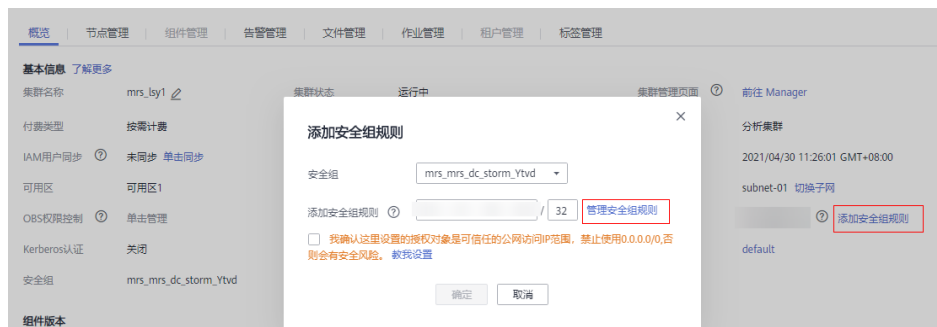 概览 节点管理 组件管理 告警管理 文件管理 作业管理 租户管理 标签管理
基本信息 了解更多
集群名称 mrs_lsy1 集群状态 运行中 集群管理页面 前往 Manager
付费类型 按需计费 分析集群
IAM用户同步 未同步 单击同步 2021/04/30 11:26:01 GMT+08:00
可用区 可用区1 subnet-01 切换子网
OBS权限控制 单击管理 添加安全组规则
Kerberos认证 关闭 default
安全组 mrs_mrs_dc_storm_Ytvd
组件版本
添加安全组规则
安全组 mrs_mrs_dc_storm_Ytvd
添加安全组规则 / 32 管理安全组规则
我确认这里设置的授权对象是可信任的公网访问IP范围，禁止使用0.0.0.0/0,否
则会有安全风险。 教我设置
确定 取消